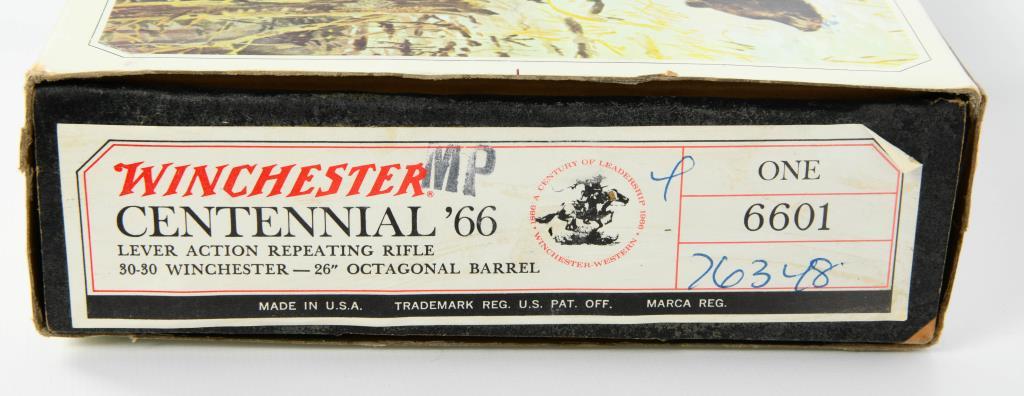 WINCHESTER®
MP
CENTENNIAL '66
LEVER ACTION REPEATING RIFLE
30-30 WINCHESTER — 26" OCTAGONAL BARREL
1866 A CENTURY OF LEADERSHIP 1966
WINCHESTER-WESTERN
ONE
6601
76348
MADE IN U.S.A. TRADEMARK REG. U.S. PAT. OFF. MARCA REG.